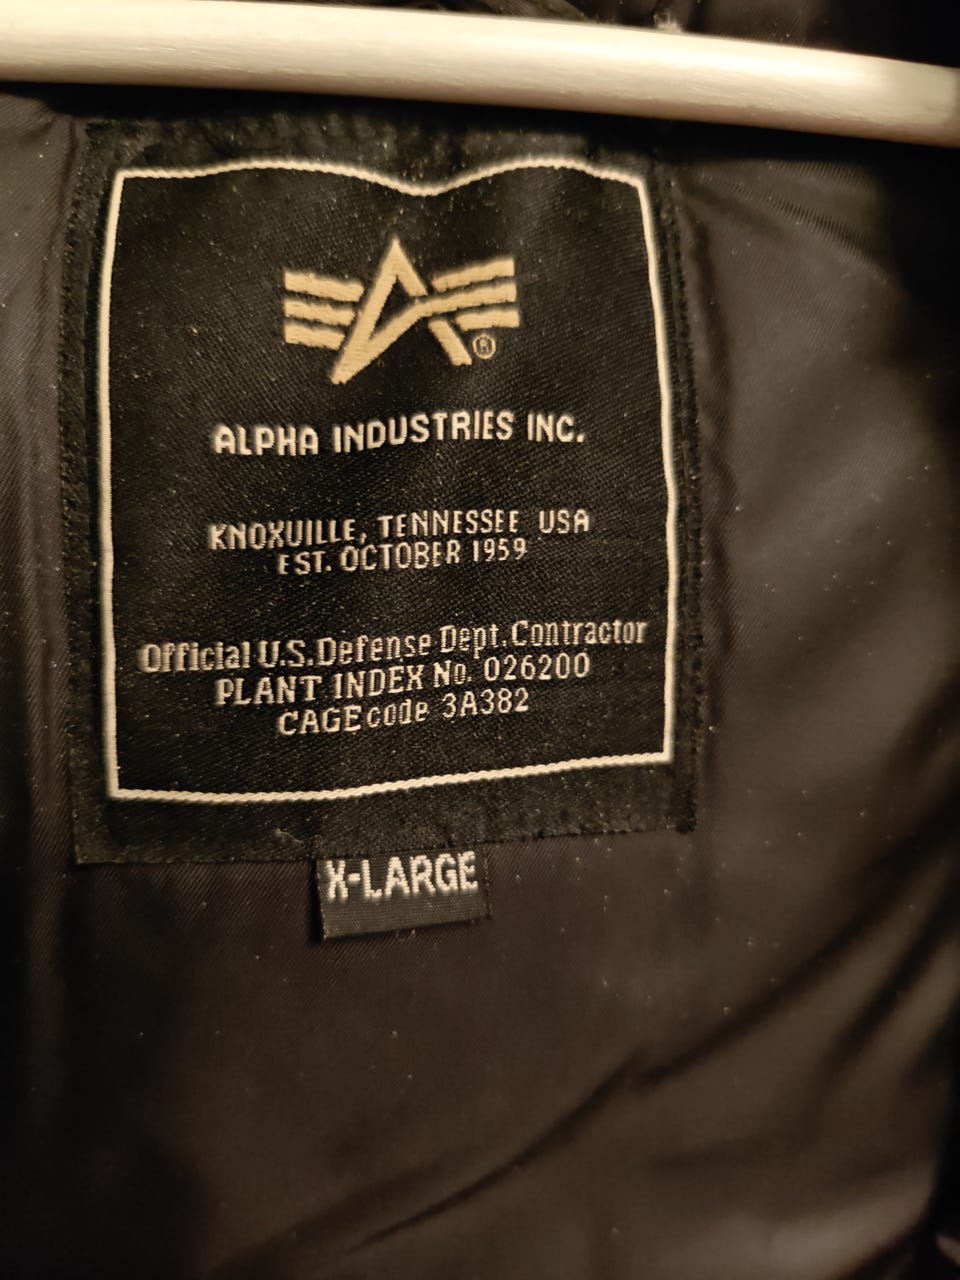 ®
ALPHA INDUSTRIES INC.
KNOXUILLE, TENNESSEE USA
EST. OCTOBER 1959
Official U.S. Defense Dept. Contractor
PLANT INDEX No. 026200
CAGE code 3A382
X-LARGE